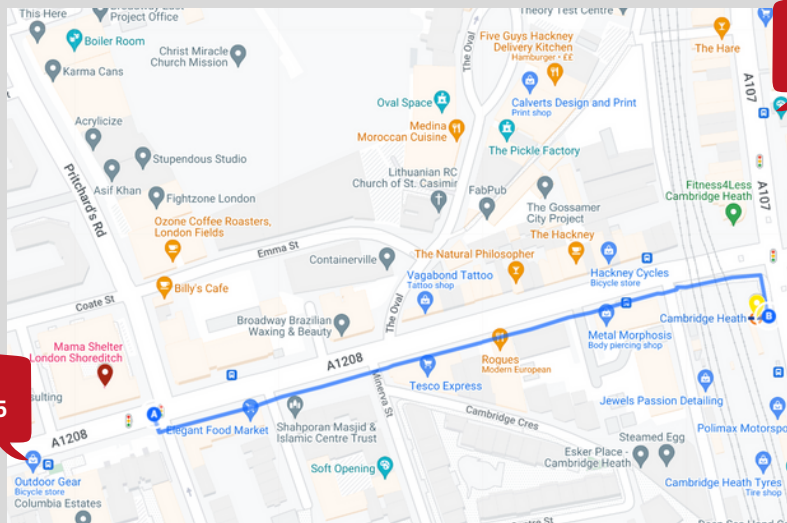 This Here
Broadway East
Project Office
Boiler Room
Christ Miracle
Church Mission
Karma Cans
Theory Test Centre
The Oval
Five Guys Hackney
Delivery Kitchen
Hamburger • ££
The Hare
A107
Oval Space
Calverts Design and Print
Print shop
Medina
Moroccan Cuisine
The Pickle Factory
Acrylicize
Stupendous Studio
Asif Khan
Pritchard's Rd
Fightzone London
Lithuanian RC
Church of St. Casimir
FabPub
The Gossamer
City Project
Fitness4Less
Cambridge Heath
A107
Ozone Coffee Roasters,
London Fields
Emma St
Containerville
The Natural Philosopher
The Hackney
Vagabond Tattoo
Tattoo shop
Hackney Cycles
Bicycle store
Billy's Cafe
Coate St
The Oval
Broadway Brazilian
Waxing & Beauty
Cambridge Heath
B
Metal Morphosis
Body piercing shop
Mama Shelter
London Shoreditch
A1208
Rogues
Modern European
Tesco Express
Minerva St
Jewels Passion Detailing
sulting
5
A
Elegant Food Market
Shahporan Masjid &
Islamic Centre Trust
Cambridge Cres
Polimax Motorspo
A1208
Steamed Egg
Esker Place -
Cambridge Heath
Soft Opening
Outdoor Gear
Bicycle store
Columbia Estates
Cambridge Heath Tyres
Tire shop